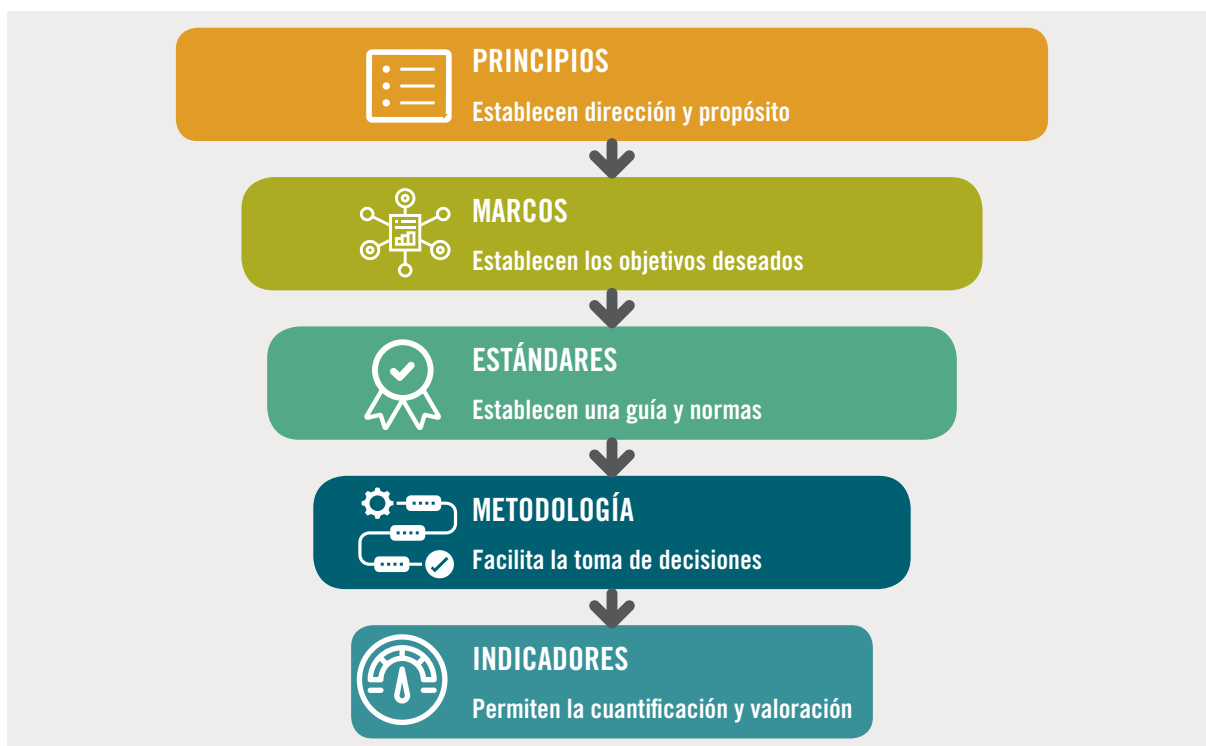 PRINCIPIOS
Establecen dirección y propósito
MARCOS
Establecen los objetivos deseados
ESTÁNDARES
Establecen una guía y normas
METODOLOGÍA
Facilita la toma de decisiones
INDICADORES
Permiten la cuantificación y valoración